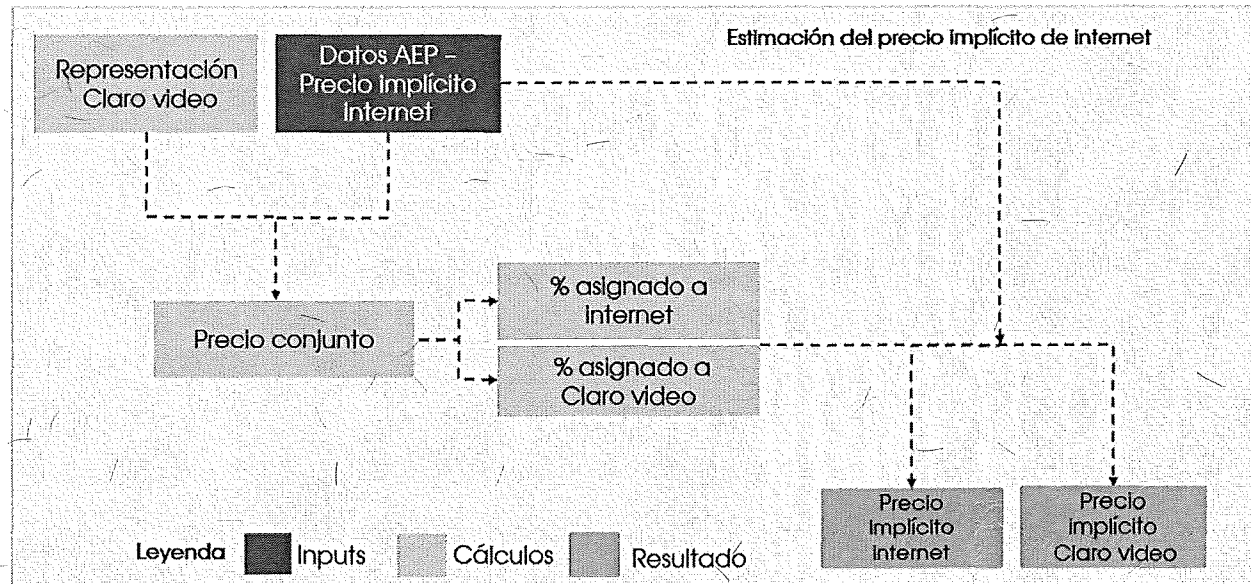 Estimación del precio implícito de internet
Representación
Claro video
Datos AEP –
Precio implícito
Internet
Precio conjunto
% asignado a
internet
% asignado a
Claro video
Precio
implícito
internet
Precio
implícito
Claro video
Leyenda
Inputs
Cálculos
Resultado